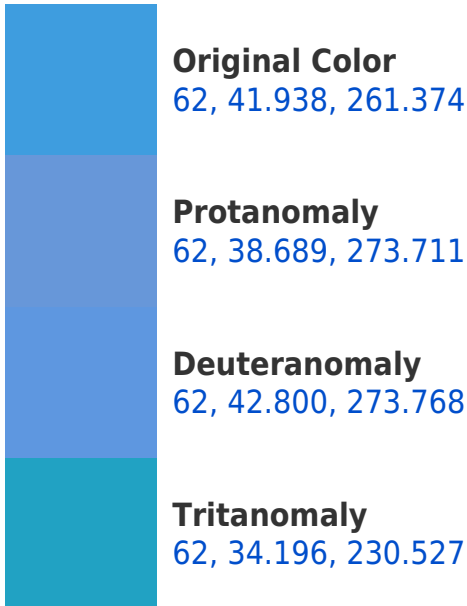 Original Color
62, 41.938, 261.374
Protanomaly
62, 38.689, 273.711
Deuteranomaly
62, 42.800, 273.768
Tritanomaly
62, 34.196, 230.527